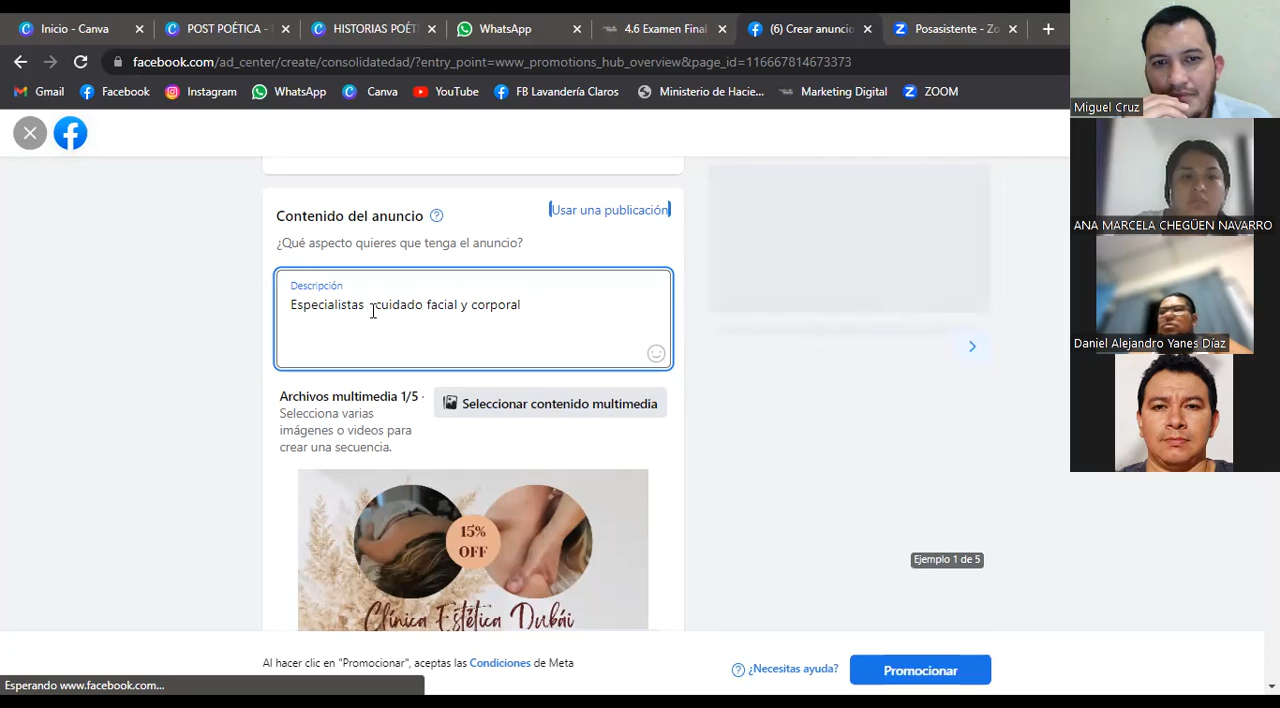 Inicio - Canva
POST POÉTICA -
HISTORIAS POÉT
WhatsApp
4.6 Examen Final
(6) Crear anuncio
Posasistente - Zo
facebook.com/ad_center/create/consolidatedad/?entry_point=www_promotions_hub_overview&page_id=116667814673373
Gmail
Facebook
Instagram
WhatsApp
Canva
YouTube
FB Lavandería Claros
Ministerio de Hacie...
Marketing Digital
ZOOM
Miguel Cruz
ANA MARCELA CHEGÜEN NAVARRO
Daniel Alejandro Yanes Díaz
Contenido del anuncio
Usar una publicación
¿Qué aspecto quieres que tenga el anuncio?
Descripción
Especialistas -cuidado facial y corporal
Archivos multimedia 1/5 ·
Selecciona varias
imágenes o videos para
crear una secuencia.
Seleccionar contenido multimedia
15%
OFF
Clínica Estética Dubái
Ejemplo 1 de 5
Al hacer clic en "Promocionar", aceptas las Condiciones de Meta
¿Necesitas ayuda?
Promocionar
Esperando www.facebook.com...